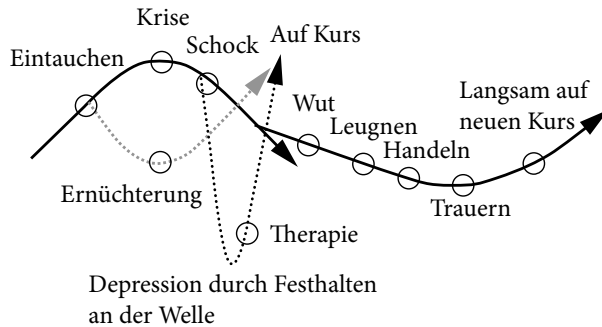 Krise
Schock
Auf Kurs
Eintauchen
Wut
Leugnen
Handeln
Langsam auf
neuen Kurs
Ernüchterung
Trauern
Therapie
Depression durch Festhalten
an der Welle